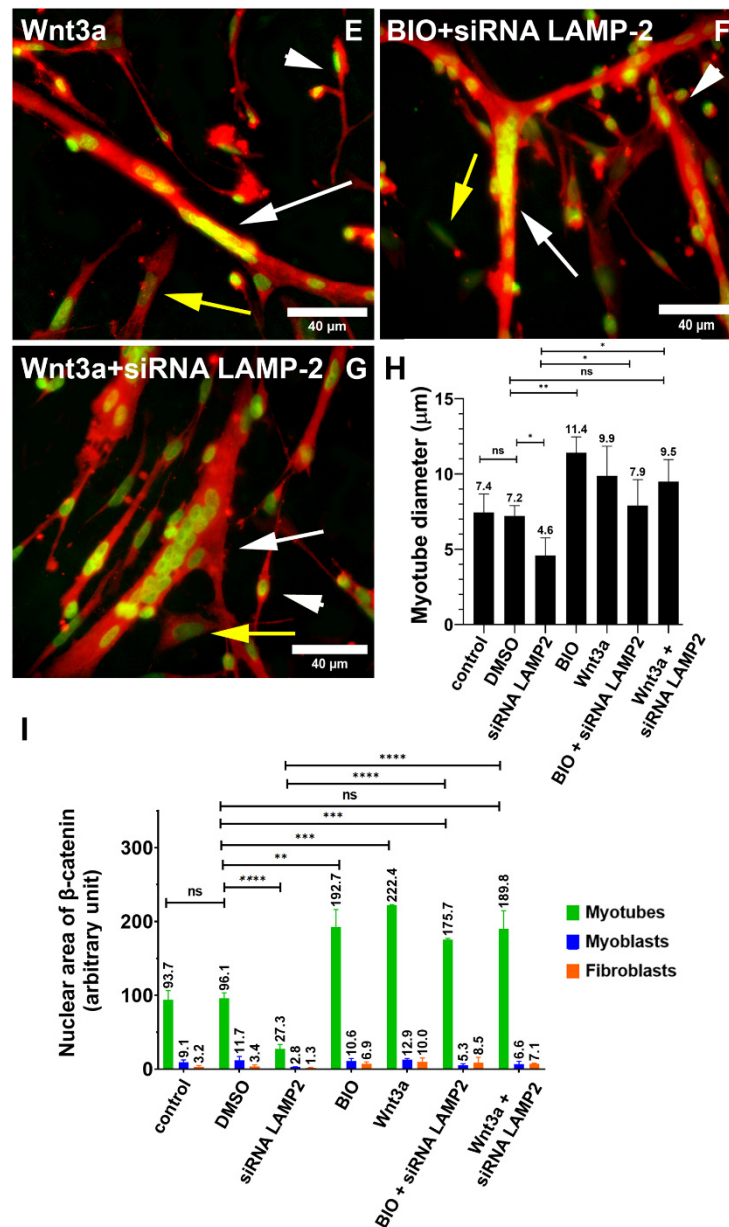 Wnt3a E
BIO+siRNA LAMP-2 F
40 µm
40 µm
Wnt3a+siRNA LAMP-2 G
40 µm
H
*
*
ns
**
ns
*
Myotube diameter (µm)
15
10
5
0
7.4
7.2
4.6
11.4
9.9
7.9
9.5
control
DMSO
siRNA LAMP2
BIO
Wnt3a
BIO + siRNA LAMP2
Wnt3a +
siRNA LAMP2
I
****
****
ns
***
***
**
ns
****
Nuclear area of β-catenin
(arbitrary unit)
300
200
100
0
93.7
9.1
3.2
96.1
11.7
3.4
27.3
2.8
1.3
192.7
10.6
6.9
222.4
12.9
10.0
175.7
5.3
8.5
189.8
6.6
7.1
Myotubes
Myoblasts
Fibroblasts
control
DMSO
siRNA LAMP2
BIO
Wnt3a
BIO + siRNA LAMP2
Wnt3a +
siRNA LAMP2